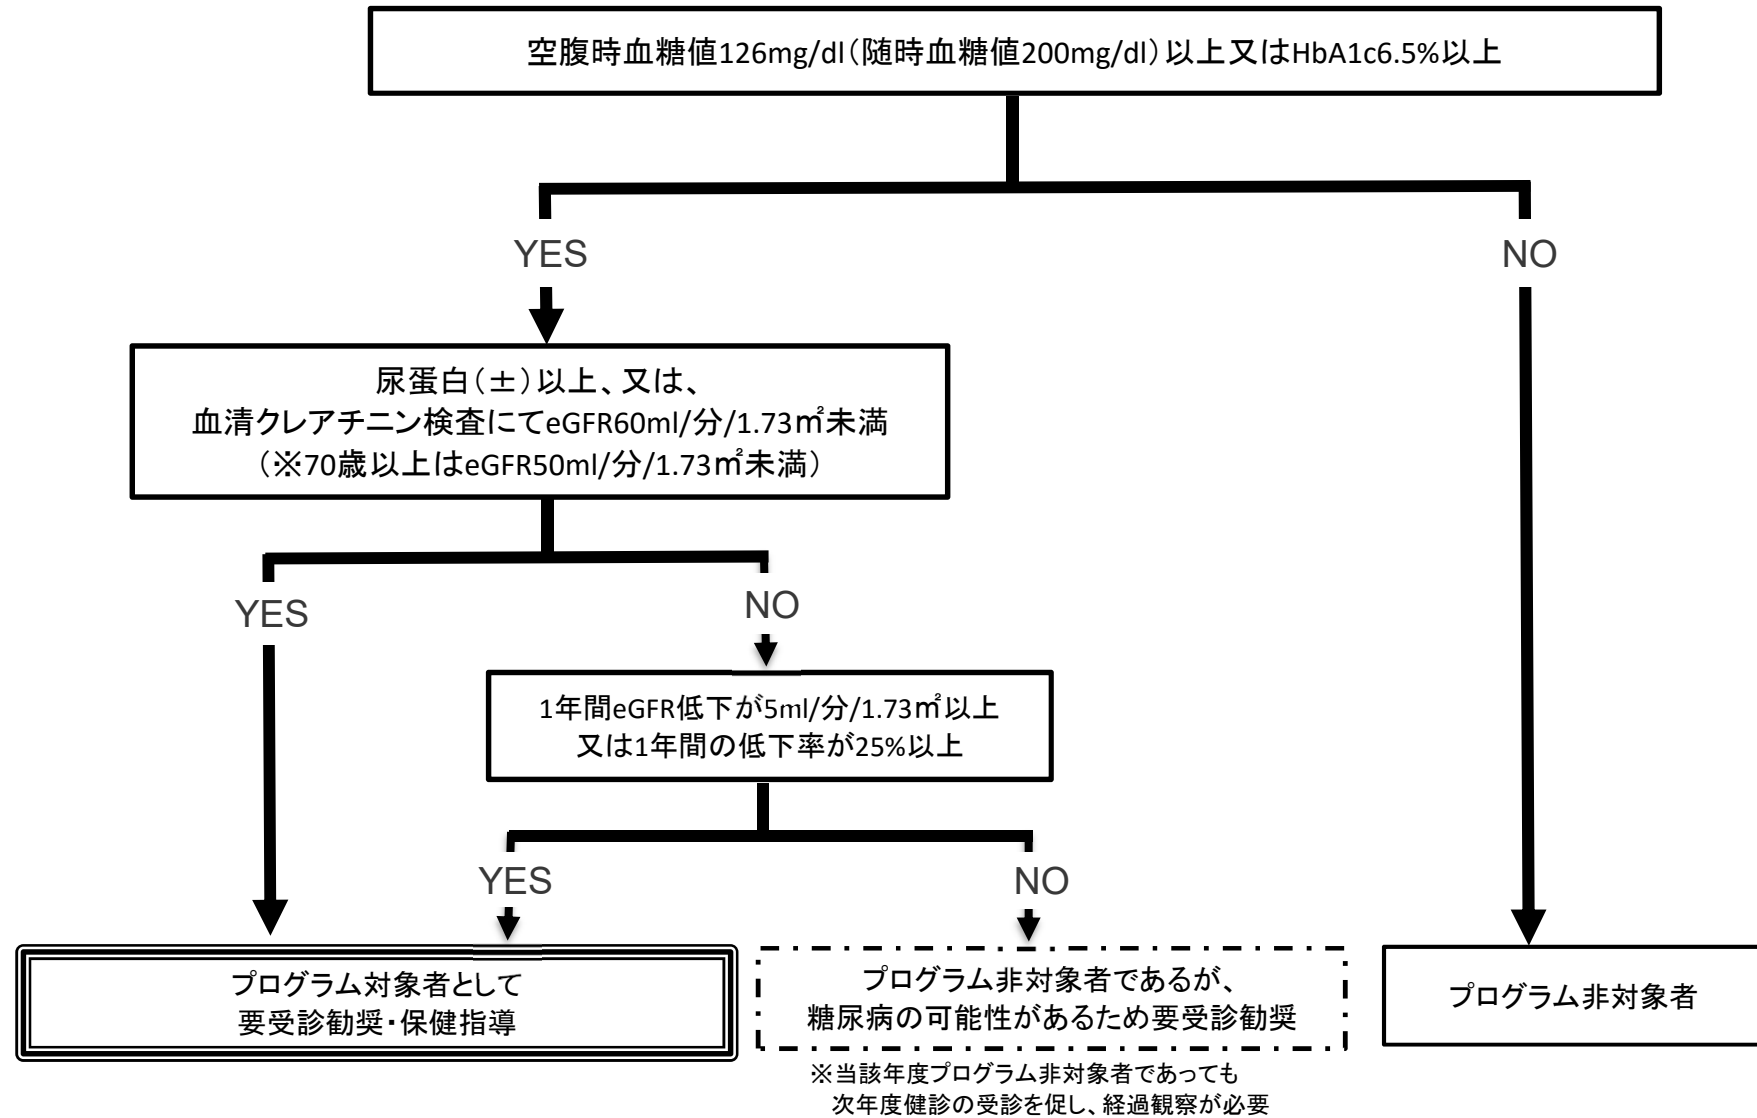 空腹時血糖値126mg/dl(随時血糖値200mg/dl)以上又はHbA1c6.5%以上
YES
NO
尿蛋白(±)以上、又は、
血清クレアチニン検査にてeGFR60ml/分/1.73㎡未満
(※70歳以上はeGFR50ml/分/1.73㎡未満)
YES
NO
1年間eGFR低下が5ml/分/1.73㎡以上
又は1年間の低下率が25%以上
YES
NO
プログラム対象者として
要受診勧奨・保健指導
プログラム非対象者であるが、
糖尿病の可能性があるため要受診勧奨
プログラム非対象者
※当該年度プログラム非対象者であっても
次年度健診の受診を促し、経過観察が必要